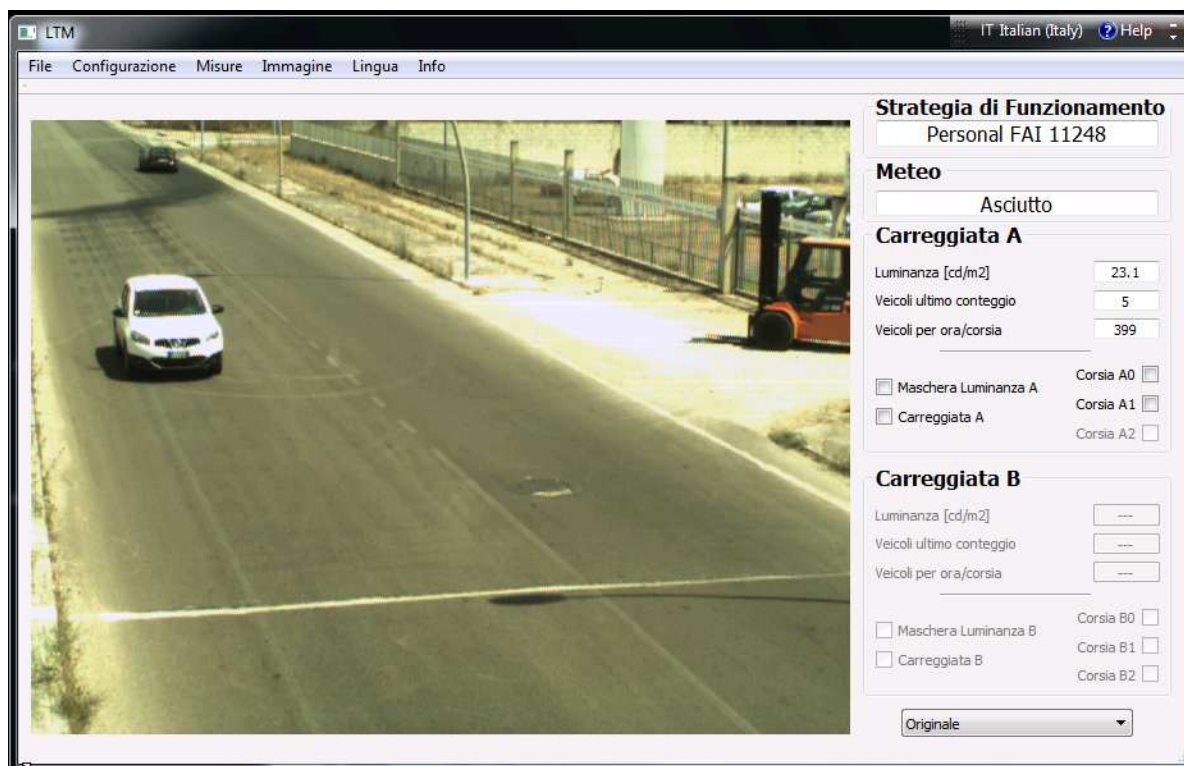 LTM
IT Italian (Italy) Help
File Configurazione Misure Immagine Lingua Info
Strategia di Funzionamento
Personal FAI 11248
Meteo
Asciutto
Carreggiata A
Luminanza [cd/m2] 23.1
Veicoli ultimo conteggio 5
Veicoli per ora/corsia 399
Corsia A0
Maschera Luminanza A
Corsia A1
Carreggiata A
Corsia A2
Carreggiata B
Luminanza [cd/m2] ---
Veicoli ultimo conteggio ---
Veicoli per ora/corsia ---
Corsia B0
Maschera Luminanza B
Corsia B1
Carreggiata B
Corsia B2
Originale